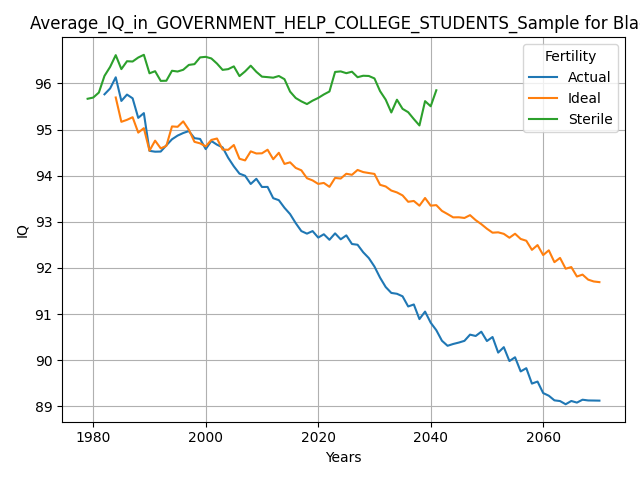 Average_IQ_in_GOVERNMENT_HELP_COLLEGE_STUDENTS_Sample for Bla
Fertility
Actual
Ideal
Sterile
IQ
96
95
94
93
92
91
90
89
1980 2000 2020 2040 2060
Years